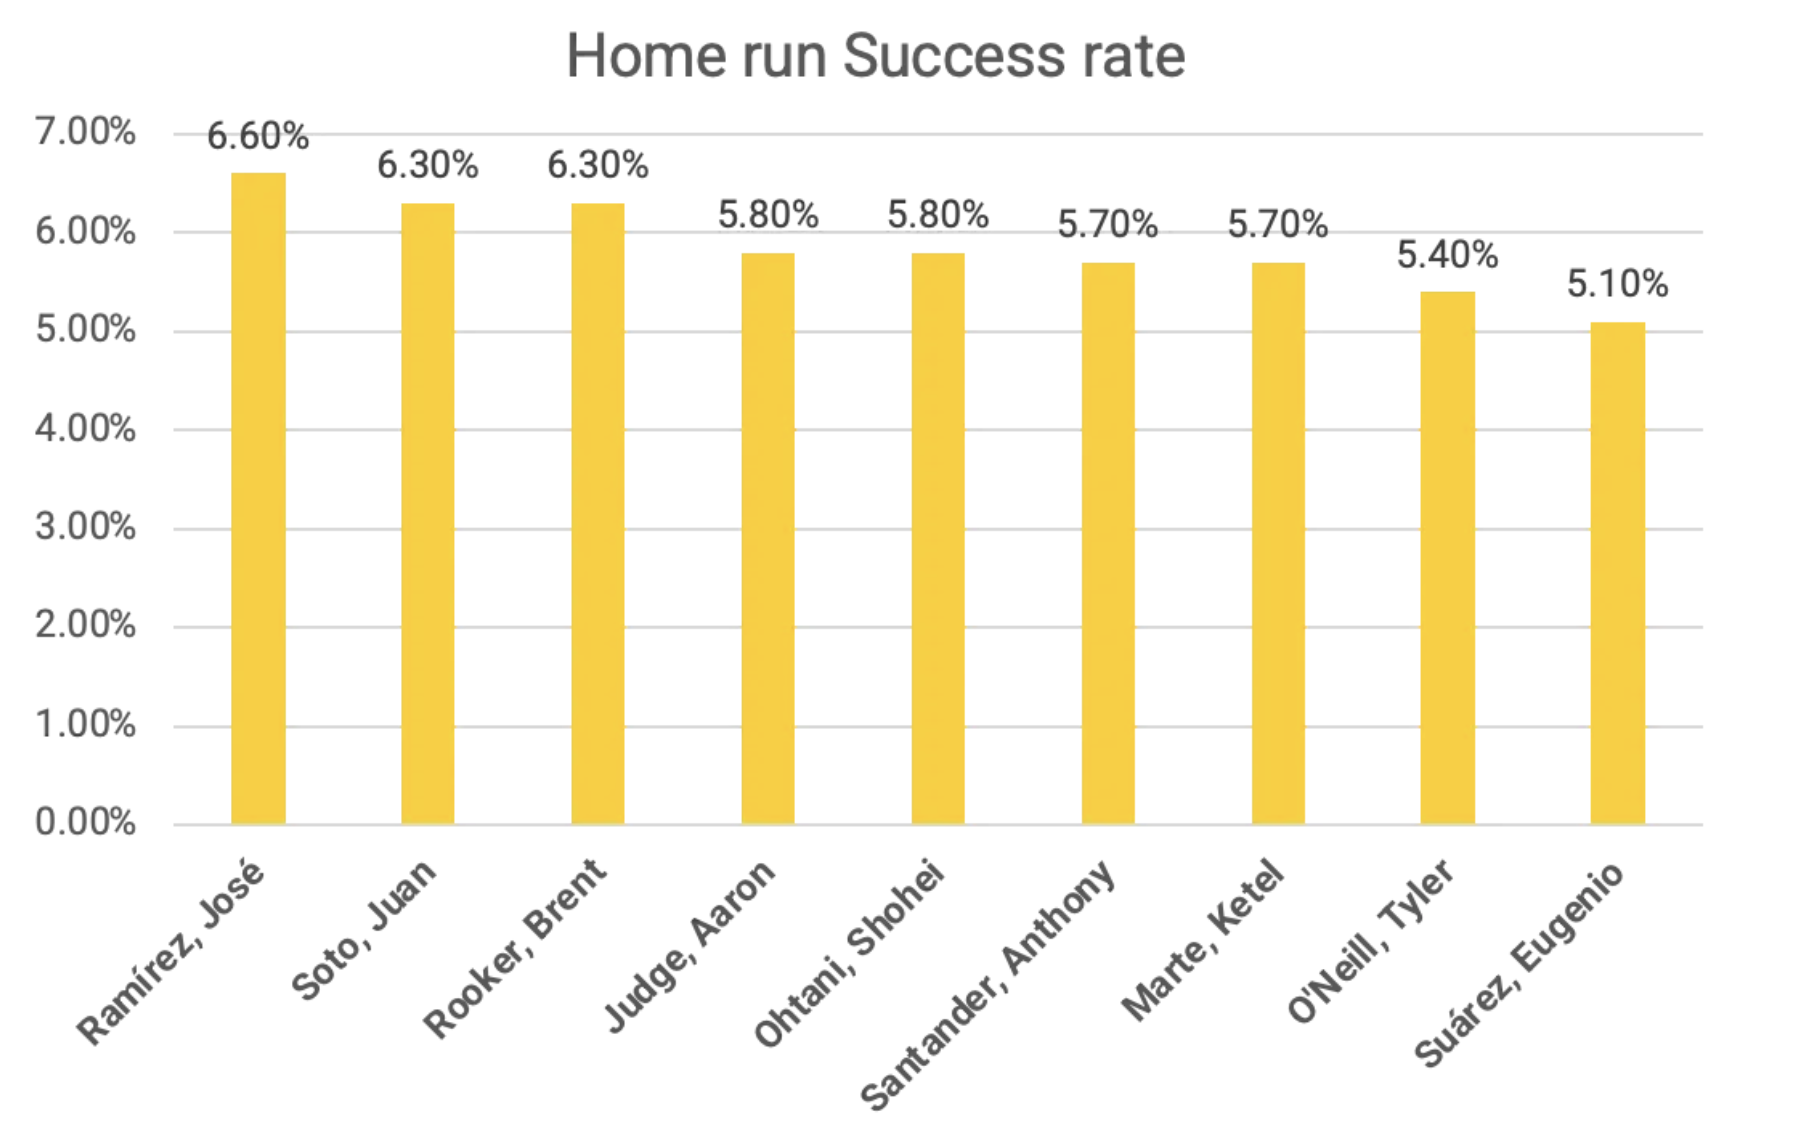 Home run Success rate
7.00%
6.00%
5.00%
4.00%
3.00%
2.00%
1.00%
0.00%
6.60%
6.30%
6.30%
5.80%
5.80%
5.70%
5.70%
5.40%
5.10%
Ramírez, José
Soto, Juan
Rooker, Brent
Judge, Aaron
Ohtani, Shohei
Santander, Anthony
Marte, Ketel
O'Neill, Tyler
Suárez, Eugenio